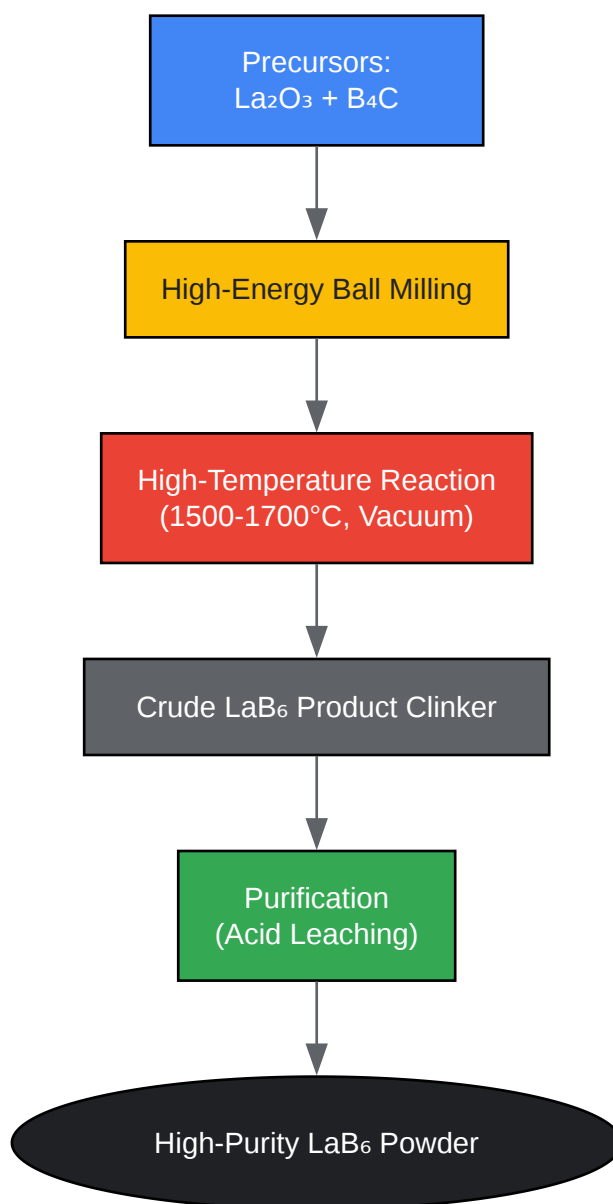 Precursors:
La₂O₃ + B₄C
High-Energy Ball Milling
High-Temperature Reaction
(1500-1700°C, Vacuum)
Crude LaB₆ Product Clinker
Purification
(Acid Leaching)
High-Purity LaB₆ Powder